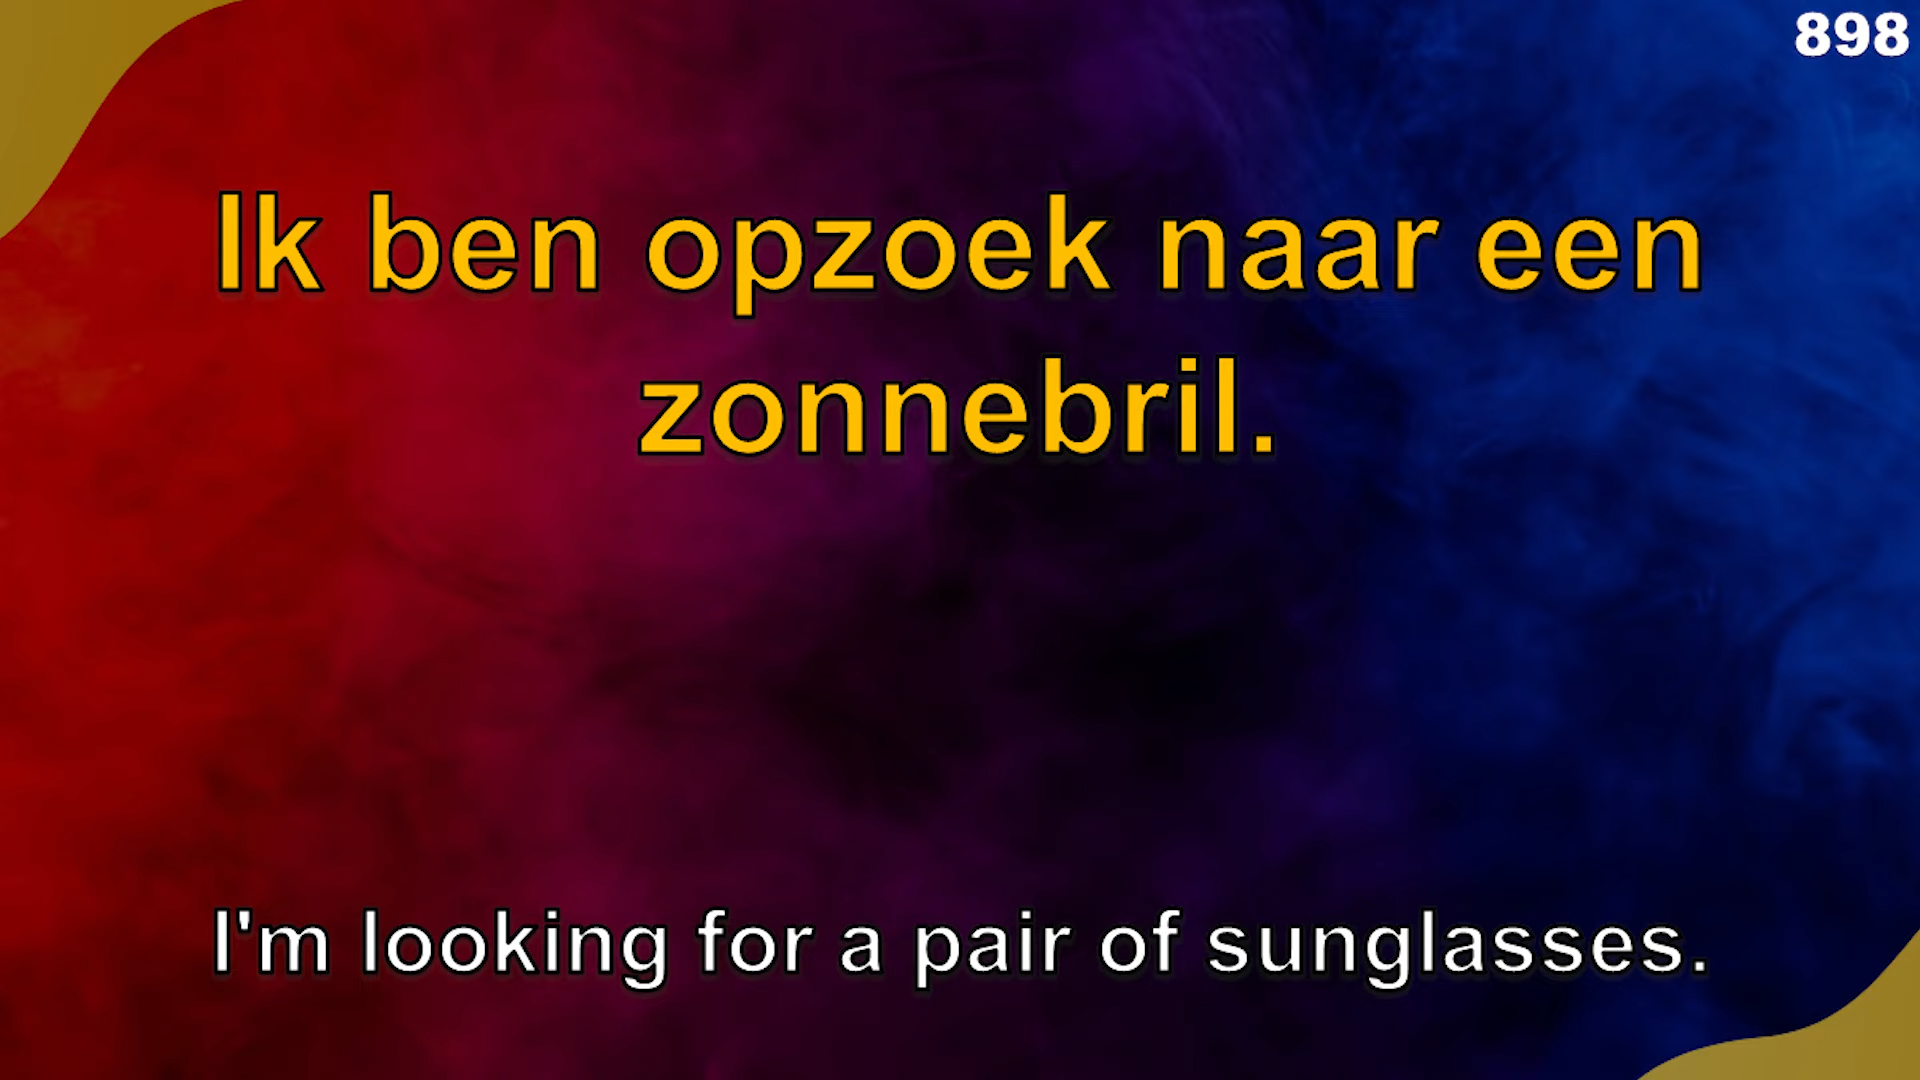 898
Ik ben opzoek naar een
zonnebril.
I'm looking for a pair of sunglasses.